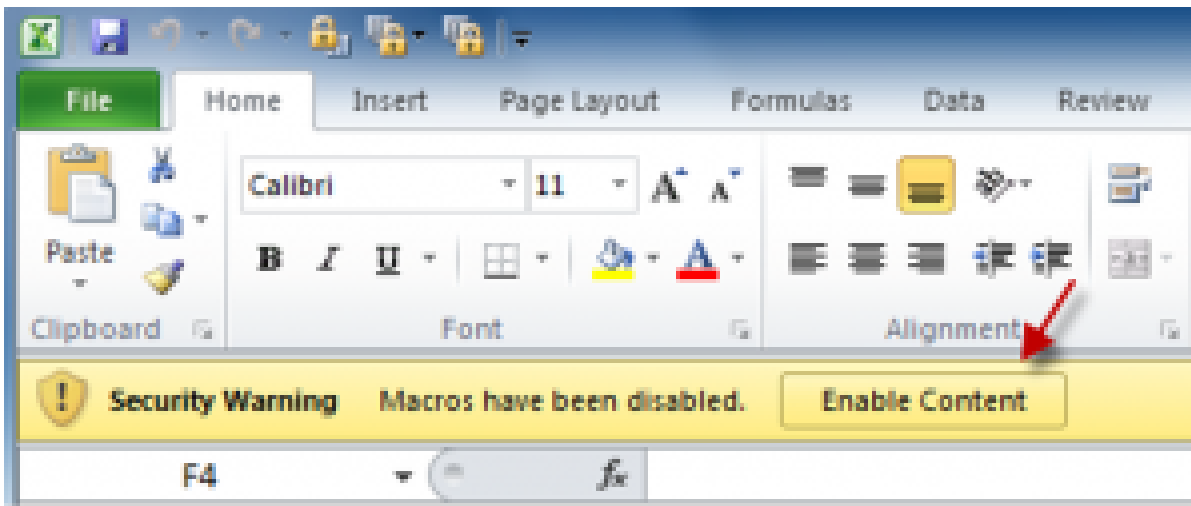 File Home Insert Page Layout Formulas Data Review
Calibri 11 A A
Paste B I U A
Clipboard Font Alignment
! Security Warning Macros have been disabled. Enable Content
F4 fx